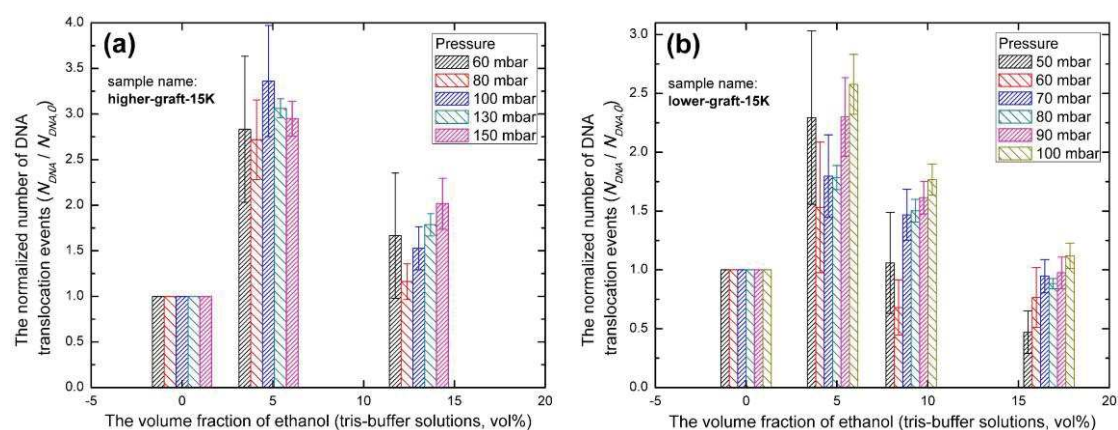 (a)
sample name:
higher-graft-15K
Pressure
60 mbar
80 mbar
100 mbar
130 mbar
150 mbar
The normalized number of DNA
translocation events (N_DNA / N_DNA,0)
4.0
3.5
3.0
2.5
2.0
1.5
1.0
0.5
0.0
-5
0
5
10
15
20
The volume fraction of ethanol (tris-buffer solutions, vol%)
(b)
sample name:
lower-graft-15K
Pressure
50 mbar
60 mbar
70 mbar
80 mbar
90 mbar
100 mbar
The normalized number of DNA
translocation events (N_DNA / N_DNA,0)
3.0
2.5
2.0
1.5
1.0
0.5
0.0
-5
0
5
10
15
20
The volume fraction of ethanol (tris-buffer solutions, vol%)